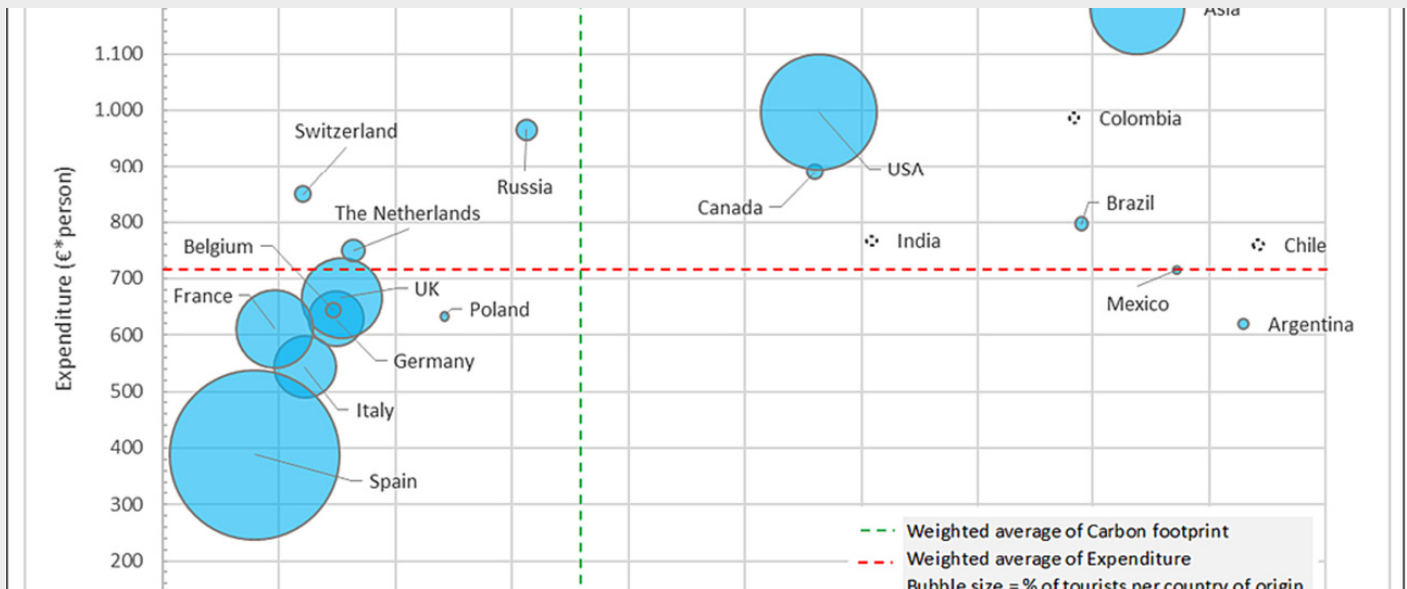 Asia
1.100
1.000
Colombia
Switzerland
900
USA
Russia
Canada
Brazil
The Netherlands
800
India
Chile
Belgium
700
UK
France
Mexico
Poland
Argentina
600
Germany
500
Italy
400
Spain
300
200
Expenditure (€*person)
Weighted average of Carbon footprint
Weighted average of Expenditure
Bubble size = % of tourists per country of origin